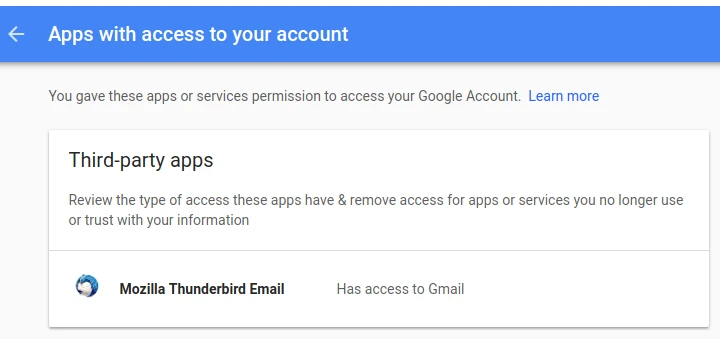 Apps with access to your account
You gave these apps or services permission to access your Google Account. Learn more
Third-party apps
Review the type of access these apps have & remove access for apps or services you no longer use
or trust with your information
Mozilla Thunderbird Email Has access to Gmail